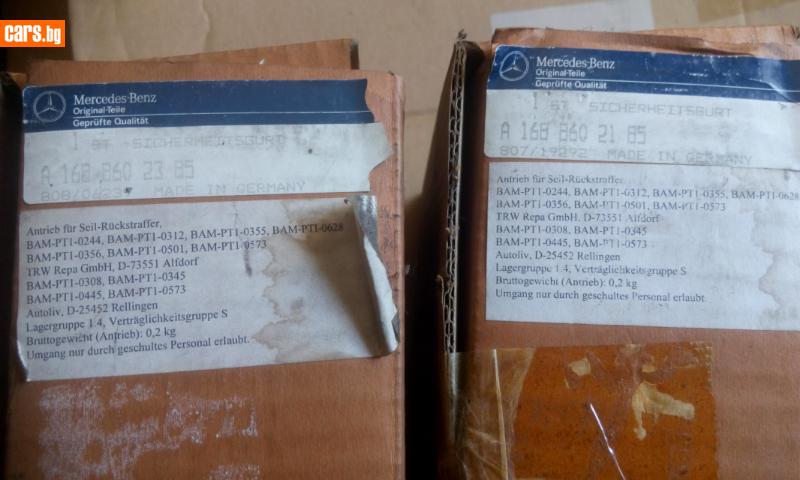 cars.bg
Mercedes-Benz
Original-Teile
Geprüfte Qualität
1 ST SICHERHEITSGURT
A 168 860 23 85
MADE IN GERMANY
Antrieb für Seil-Rückstraffer,
BAM-PT1-0244, BAM-PT1-0312, BAM-PT1-0355, BAM-PT1-0628
BAM-PT1-0356, BAM-PT1-0501, BAM-PT1-0573
TRW Repa GmbH, D-73551 Alfdorf
BAM-PT1-0308, BAM-PT1-0345
BAM-PT1-0445, BAM-PT1-0573
Autoliv, D-25452 Rellingen
Lagergruppe 1.4, Verträglichkeitsgruppe S
Bruttogewicht (Antrieb): 0,2 kg
Umgang nur durch geschultes Personal erlaubt.
Mercedes-Benz
Original-Teile
Geprüfte Qualität
1 ST SICHERHEITSGURT
A 168 860 21 85
MADE IN GERMANY
Antrieb für Seil-Rückstraffer,
BAM-PT1-0244, BAM-PT1-0312, BAM-PT1-0355, BAM-PT1-0628
BAM-PT1-0356, BAM-PT1-0501, BAM-PT1-0573
TRW Repa GmbH, D-73551 Alfdorf
BAM-PT1-0308, BAM-PT1-0345
BAM-PT1-0445, BAM-PT1-0573
Autoliv, D-25452 Rellingen
Lagergruppe 1.4, Verträglichkeitsgruppe S
Bruttogewicht (Antrieb): 0,2 kg
Umgang nur durch geschultes Personal erlaubt.